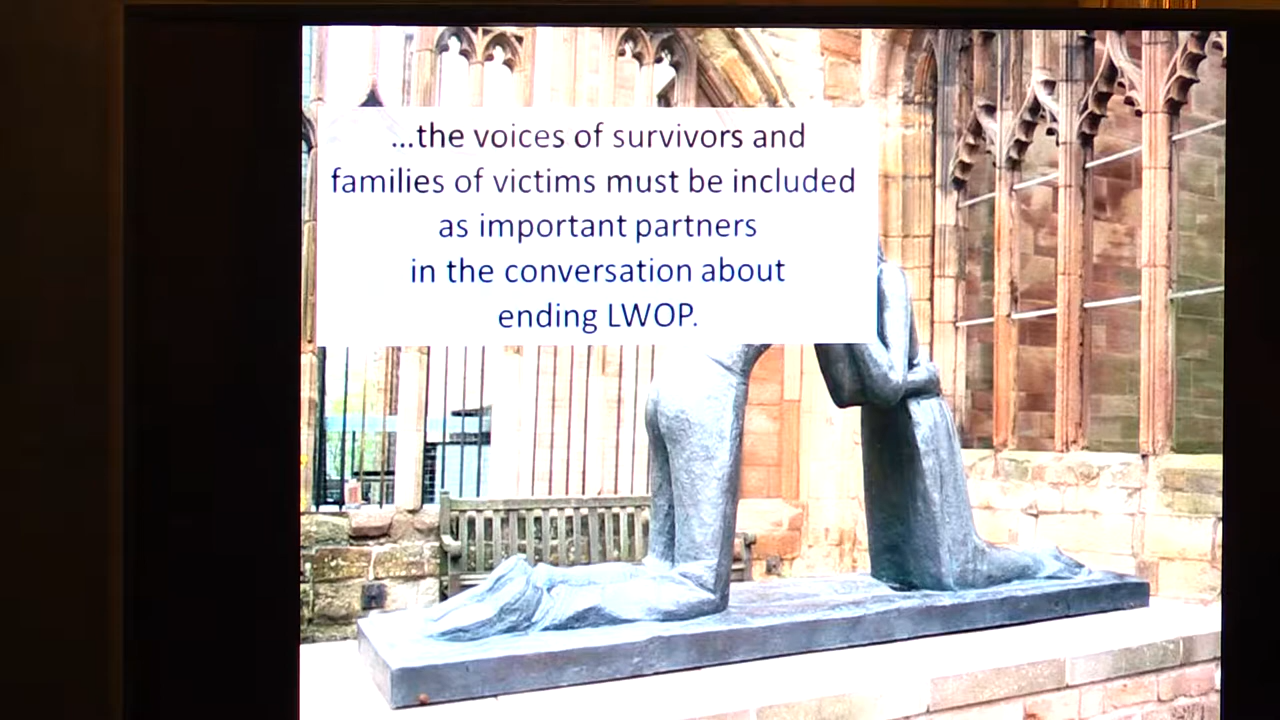 ...the voices of survivors and
families of victims must be included
as important partners
in the conversation about
ending LWOP.